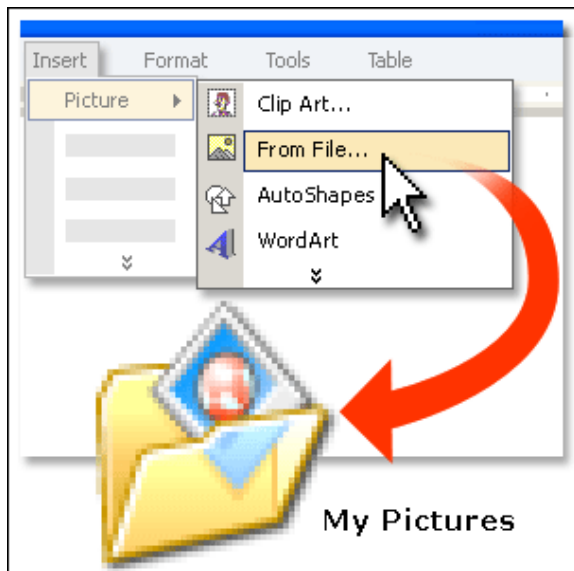 Insert Format Tools Table
Picture
Clip Art...
From File...
AutoShapes
WordArt
My Pictures